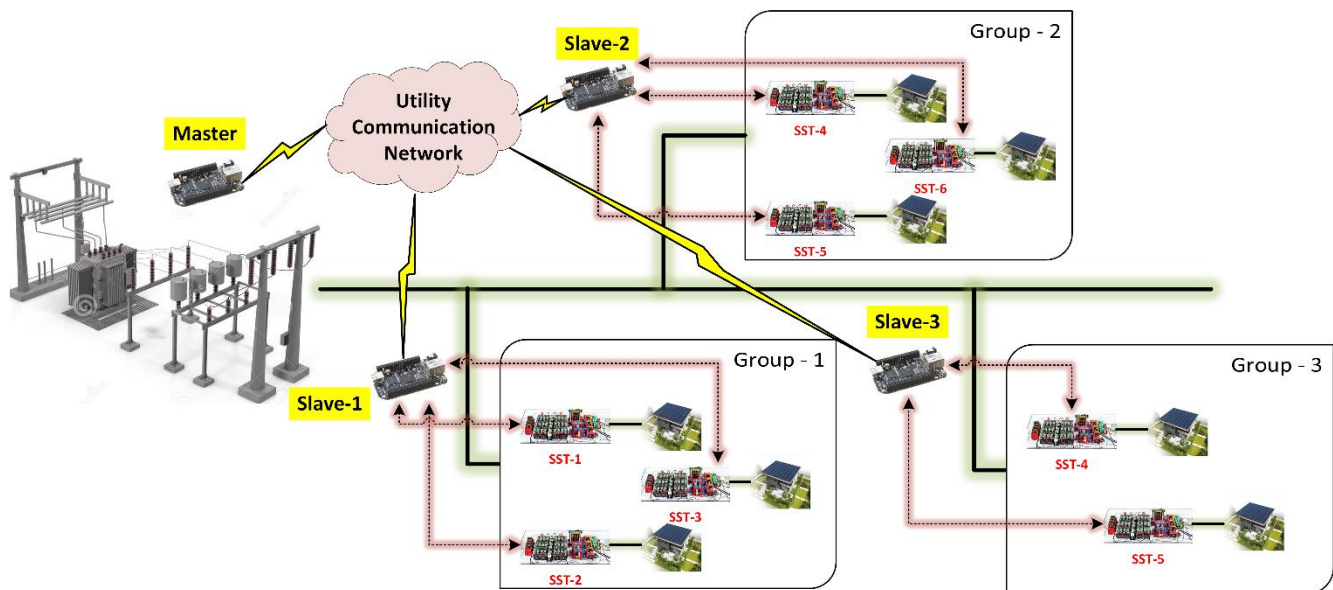 Group - 2
Slave-2
Utility
Communication
Network
Master
SST-4
SST-6
SST-5
Slave-3
Group - 1
Group - 3
Slave-1
SST-1
SST-3
SST-2
SST-4
SST-5